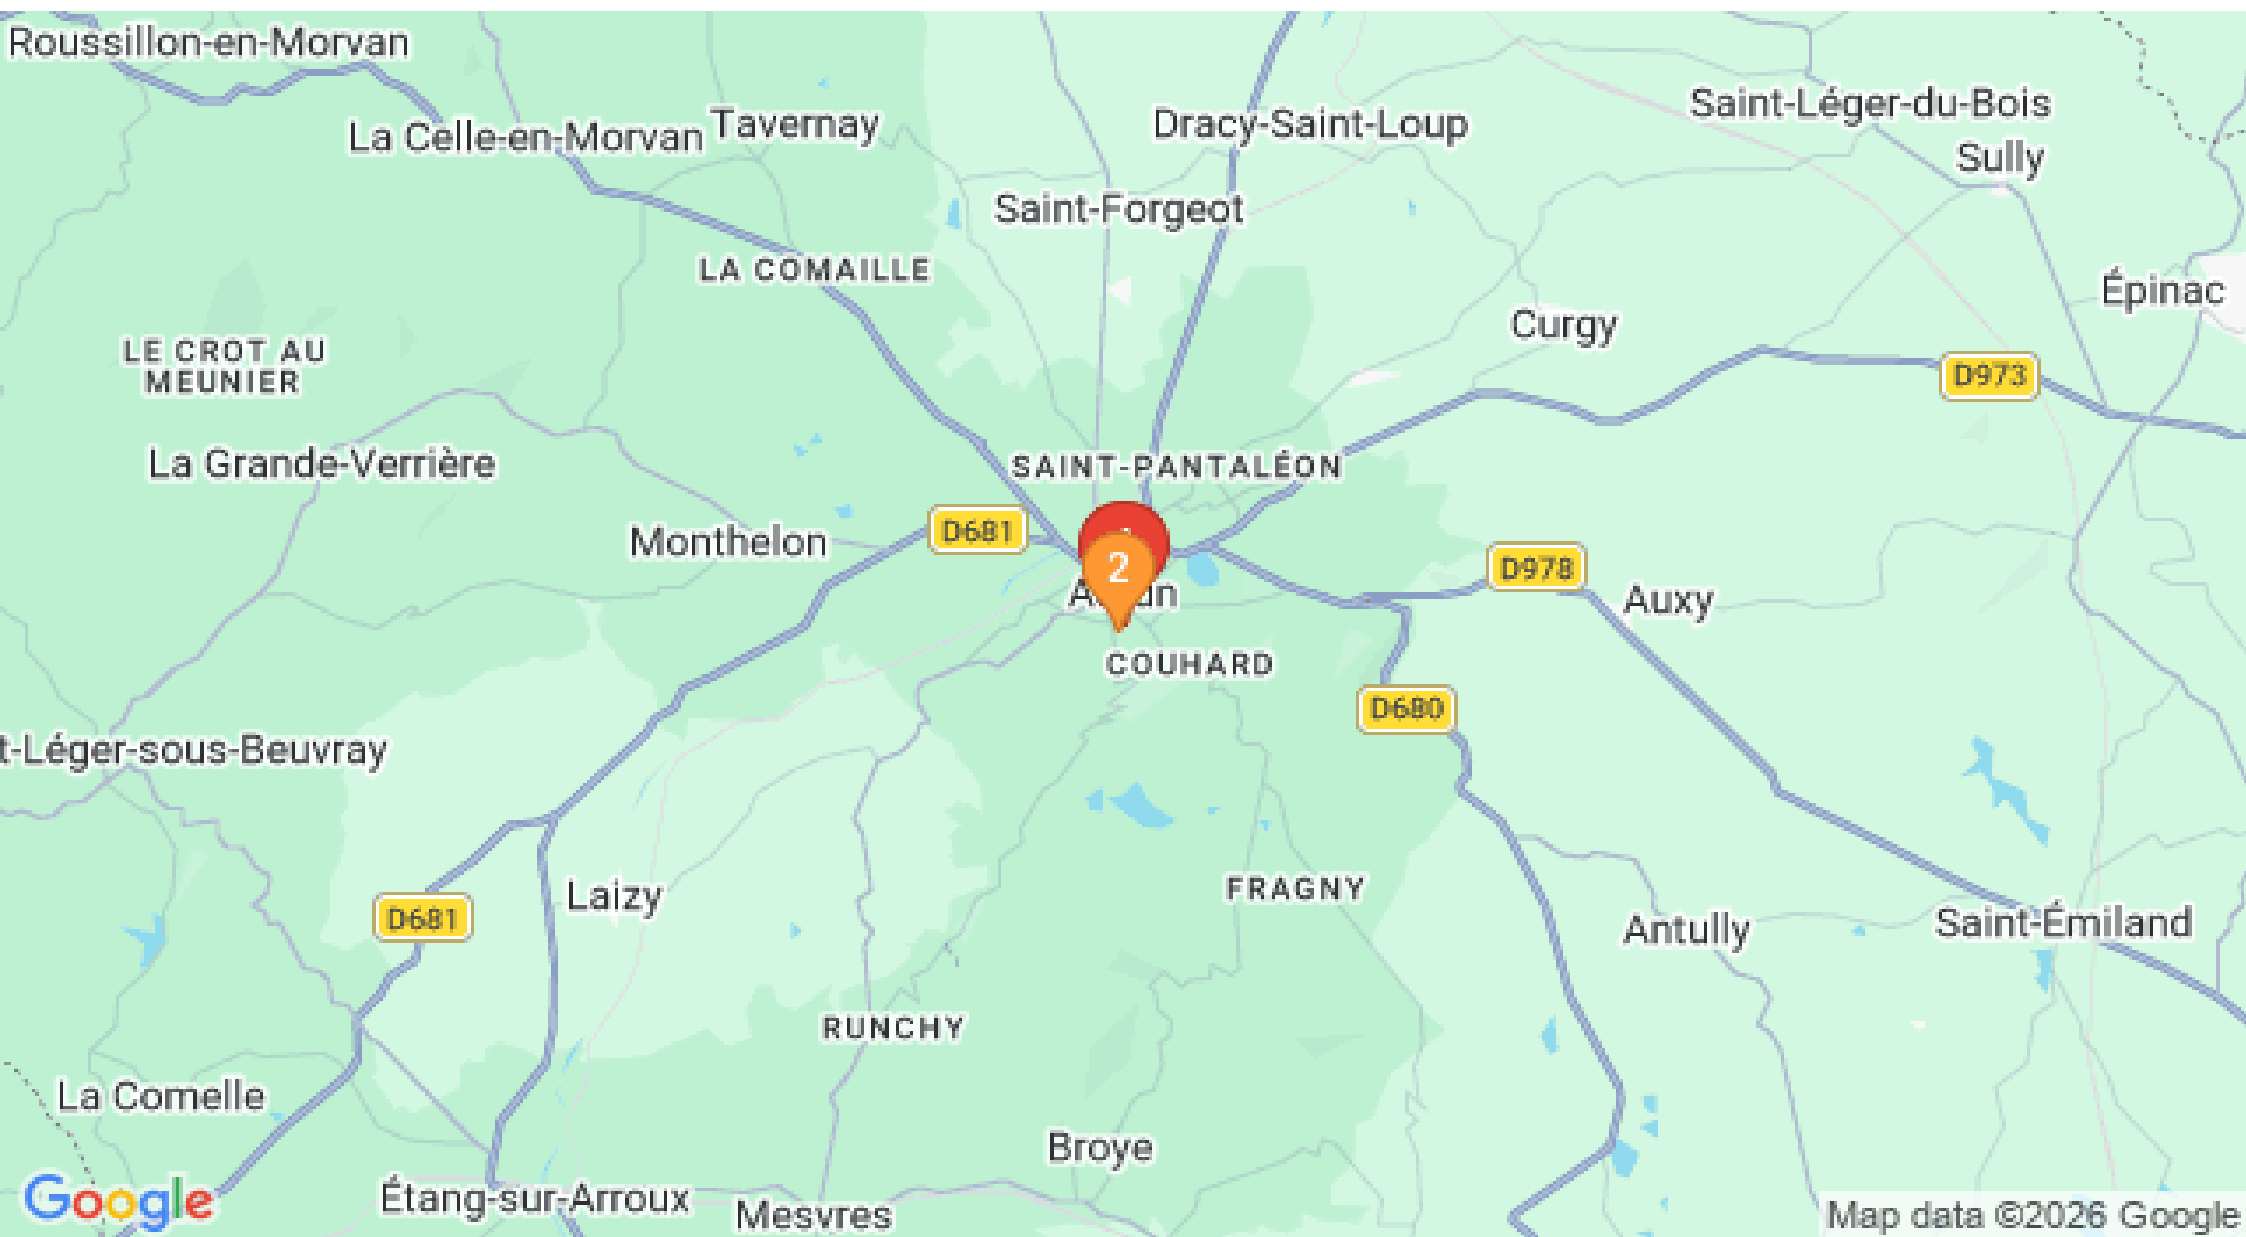 Roussillon-en-Morvan
Saint-Léger-du-Bois
La Celle-en-Morvan
Tavernay
Dracy-Saint-Loup
Sully
Saint-Forgeot
LA COMAILLE
Épinac
Curgy
LE CROT AU
MEUNIER
D973
La Grande-Verrière
SAINT-PANTALÉON
D681
Monthelon
2
D978
Auxy
COUHARD
D680
t-Léger-sous-Beuvray
FRAGNY
Laizy
D681
Antully
Saint-Émiland
RUNCHY
La Comelle
Broye
Étang-sur-Arroux
Mesvres
Google
Map data ©2026 Google